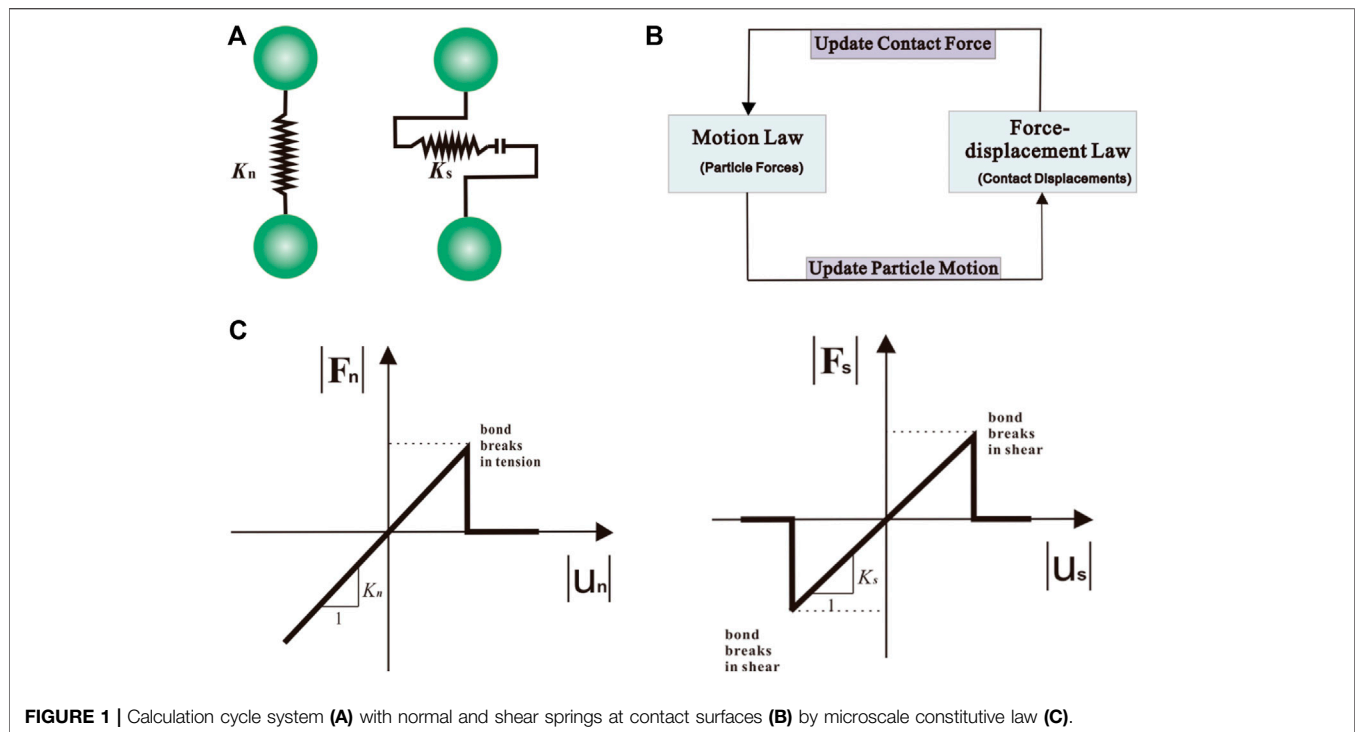 A
Kn
Ks
B
Update Contact Force
Motion Law
(Particle Forces)
Force-
displacement Law
(Contact Displacements)
Update Particle Motion
C
|Fn|
bond
breaks
in tension
Kn
1
|un|
|Fs|
bond
breaks
in shear
Ks
1
|us|
bond
breaks
in shear
FIGURE 1 | Calculation cycle system (A) with normal and shear springs at contact surfaces (B) by microscale constitutive law (C).